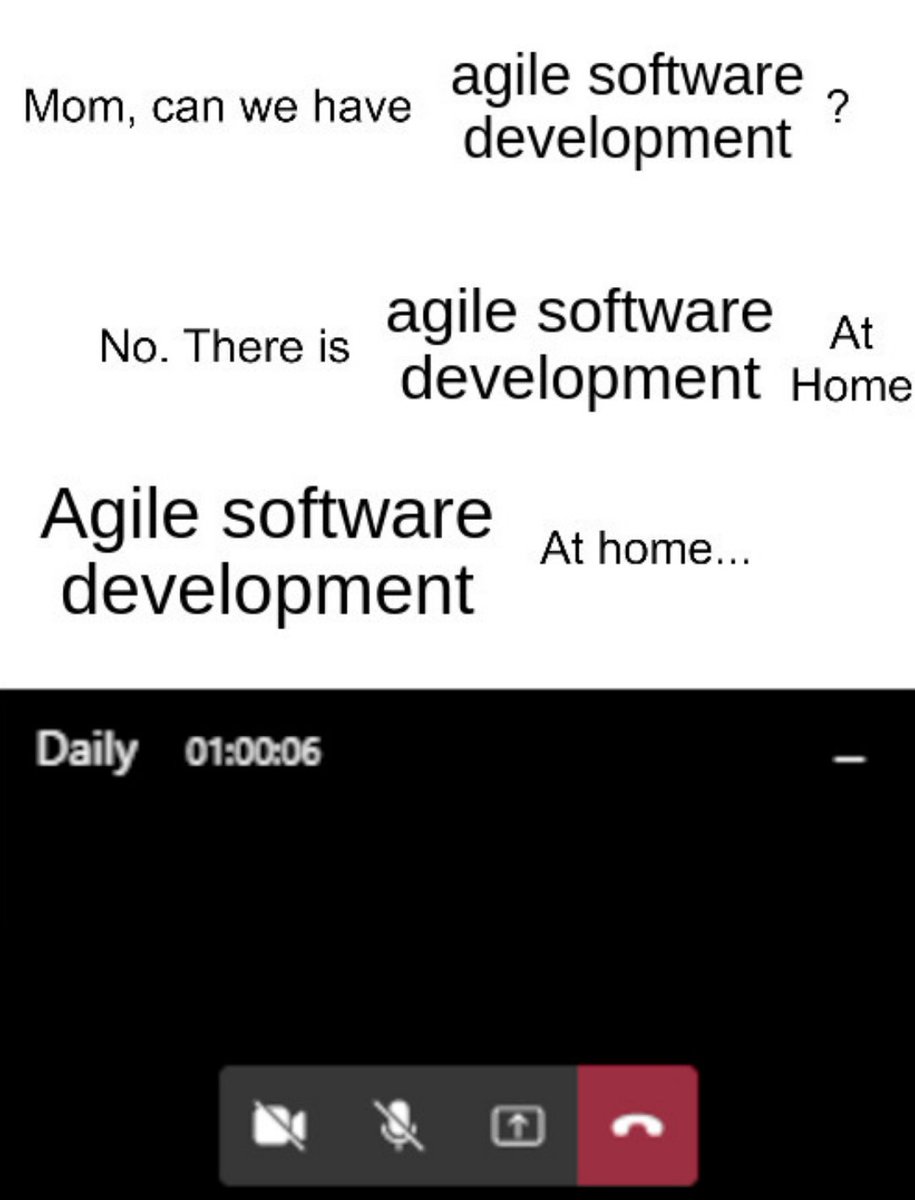 Mom, can we have agile software development ?
No. There is agile software development At Home
Agile software development At home...
Daily 01:00:06